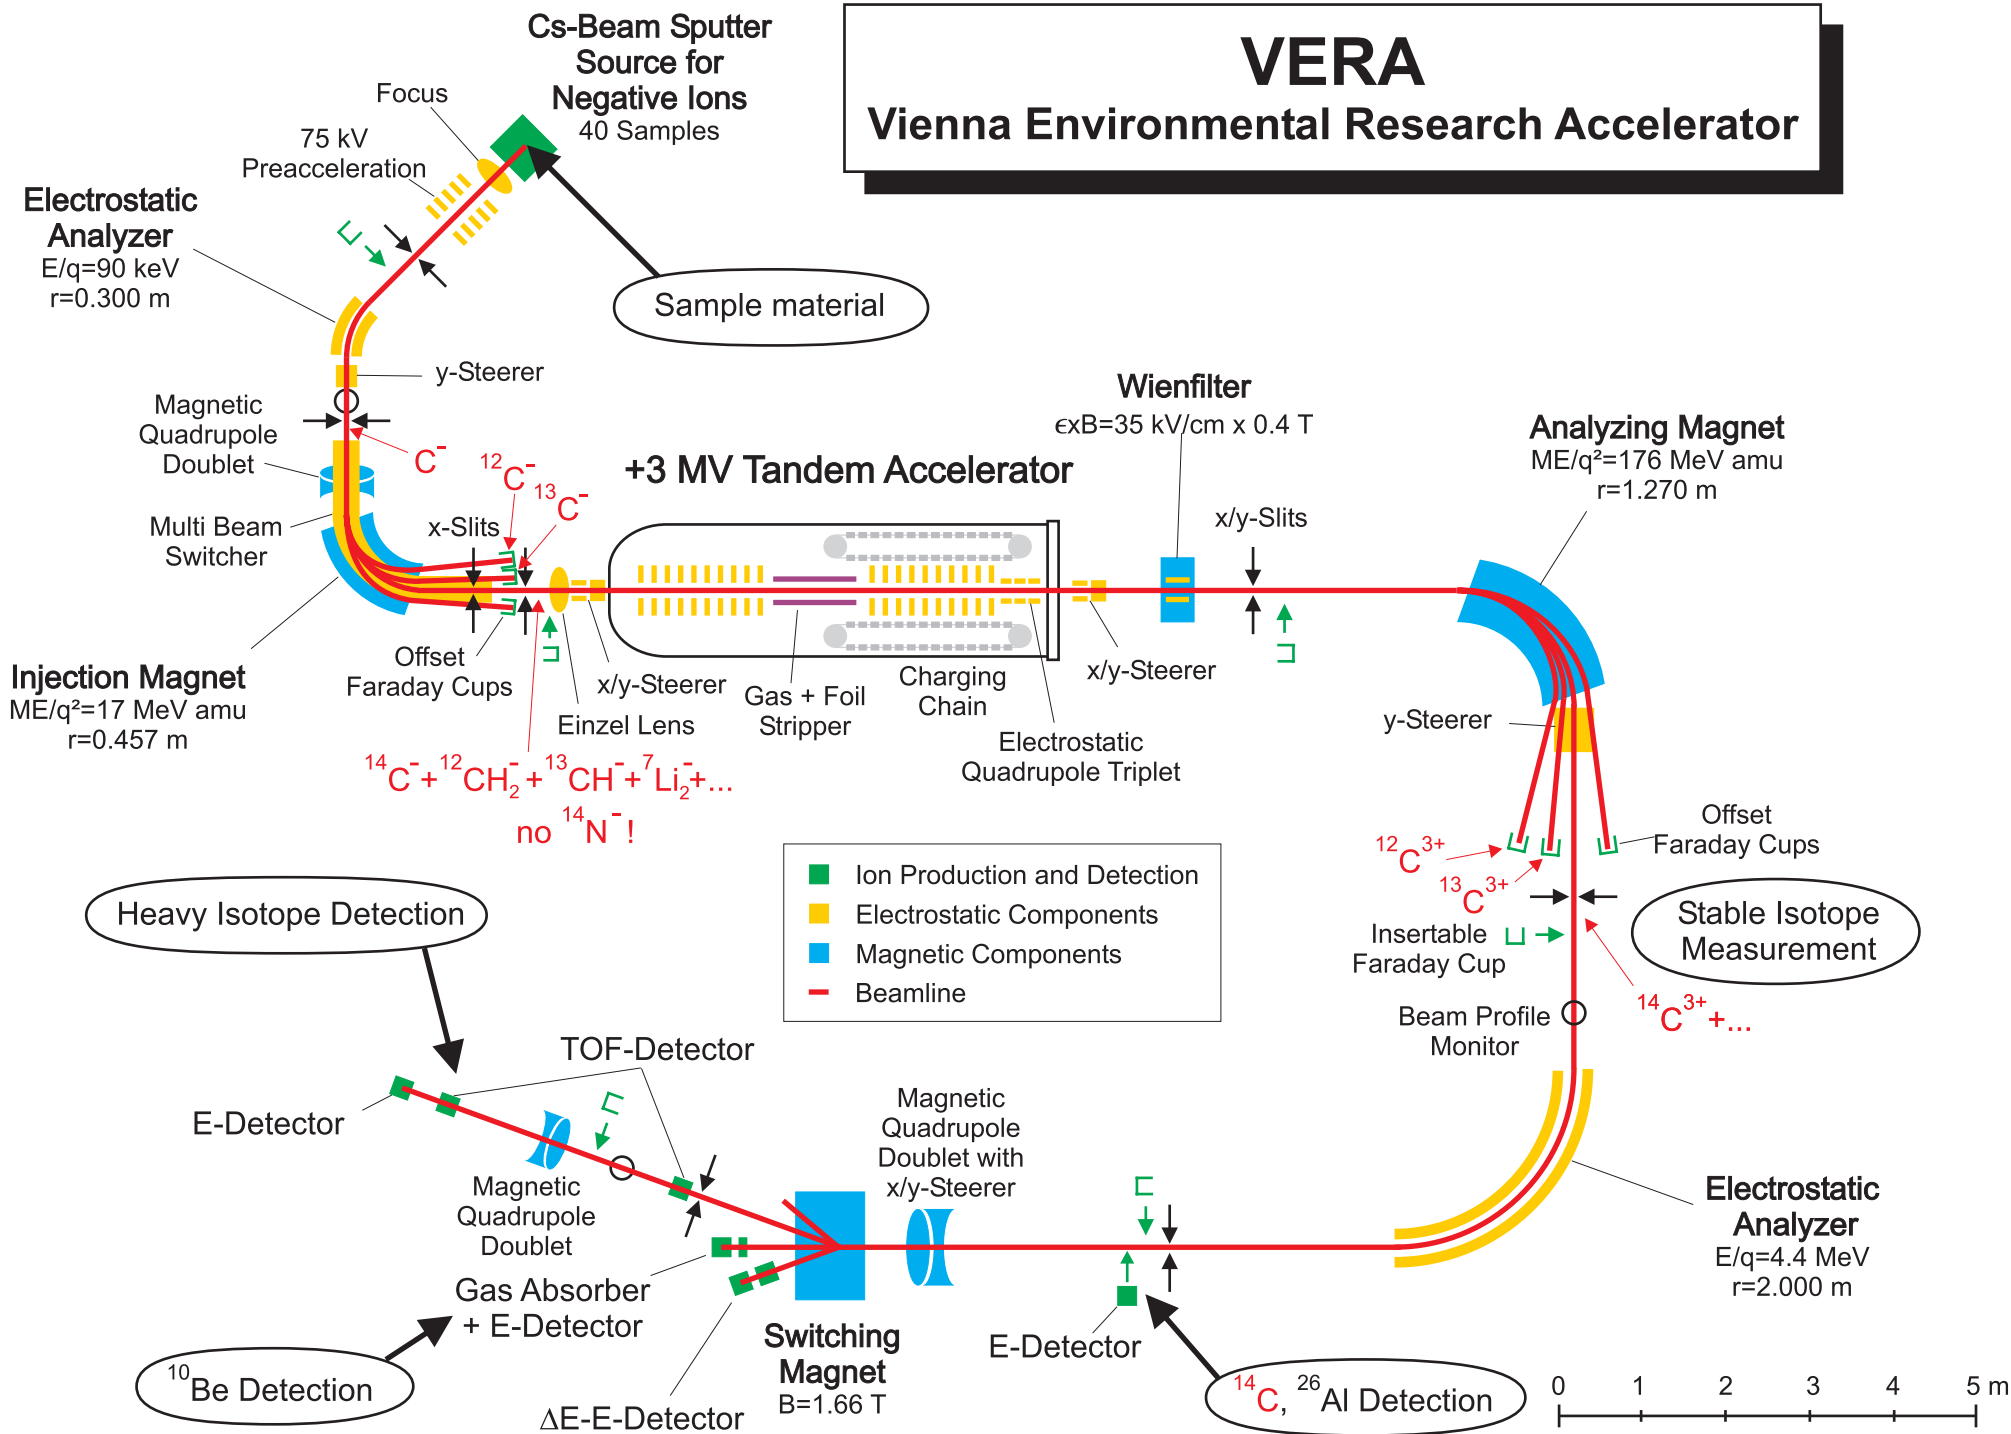 VERA
Vienna Environmental Research Accelerator
Cs-Beam Sputter
Source for
Negative Ions
40 Samples
Focus
75 kV
Preacceleration
Electrostatic
Analyzer
E/q=90 keV
r=0.300 m
Sample material
y-Steerer
Magnetic
Quadrupole
Doublet
C⁻
Multi Beam
Switcher
x-Slits
¹²C⁻
¹³C⁻
+3 MV Tandem Accelerator
Wienfilter
ϵxB=35 kV/cm x 0.4 T
x/y-Slits
Analyzing Magnet
ME/q²=176 MeV amu
r=1.270 m
Injection Magnet
ME/q²=17 MeV amu
r=0.457 m
Offset
Faraday Cups
x/y-Steerer
Einzel Lens
Gas + Foil
Stripper
Charging
Chain
Electrostatic
Quadrupole Triplet
x/y-Steerer
¹⁴C⁻+¹²CH₂⁻+¹³CH⁻+⁷Li₂⁻+...
no ¹⁴N⁻!
y-Steerer
Offset
Faraday Cups
¹²C³⁺
¹³C³⁺
Insertable
Faraday Cup
Stable Isotope
Measurement
¹⁴C³⁺+...
Beam Profile
Monitor
Ion Production and Detection
Electrostatic Components
Magnetic Components
Beamline
Heavy Isotope Detection
TOF-Detector
E-Detector
Magnetic
Quadrupole
Doublet
Magnetic
Quadrupole
Doublet with
x/y-Steerer
Electrostatic
Analyzer
E/q=4.4 MeV
r=2.000 m
Gas Absorber
+ E-Detector
¹⁰Be Detection
ΔE-E-Detector
Switching
Magnet
B=1.66 T
E-Detector
¹⁴C, ²⁶Al Detection
0 1 2 3 4 5 m